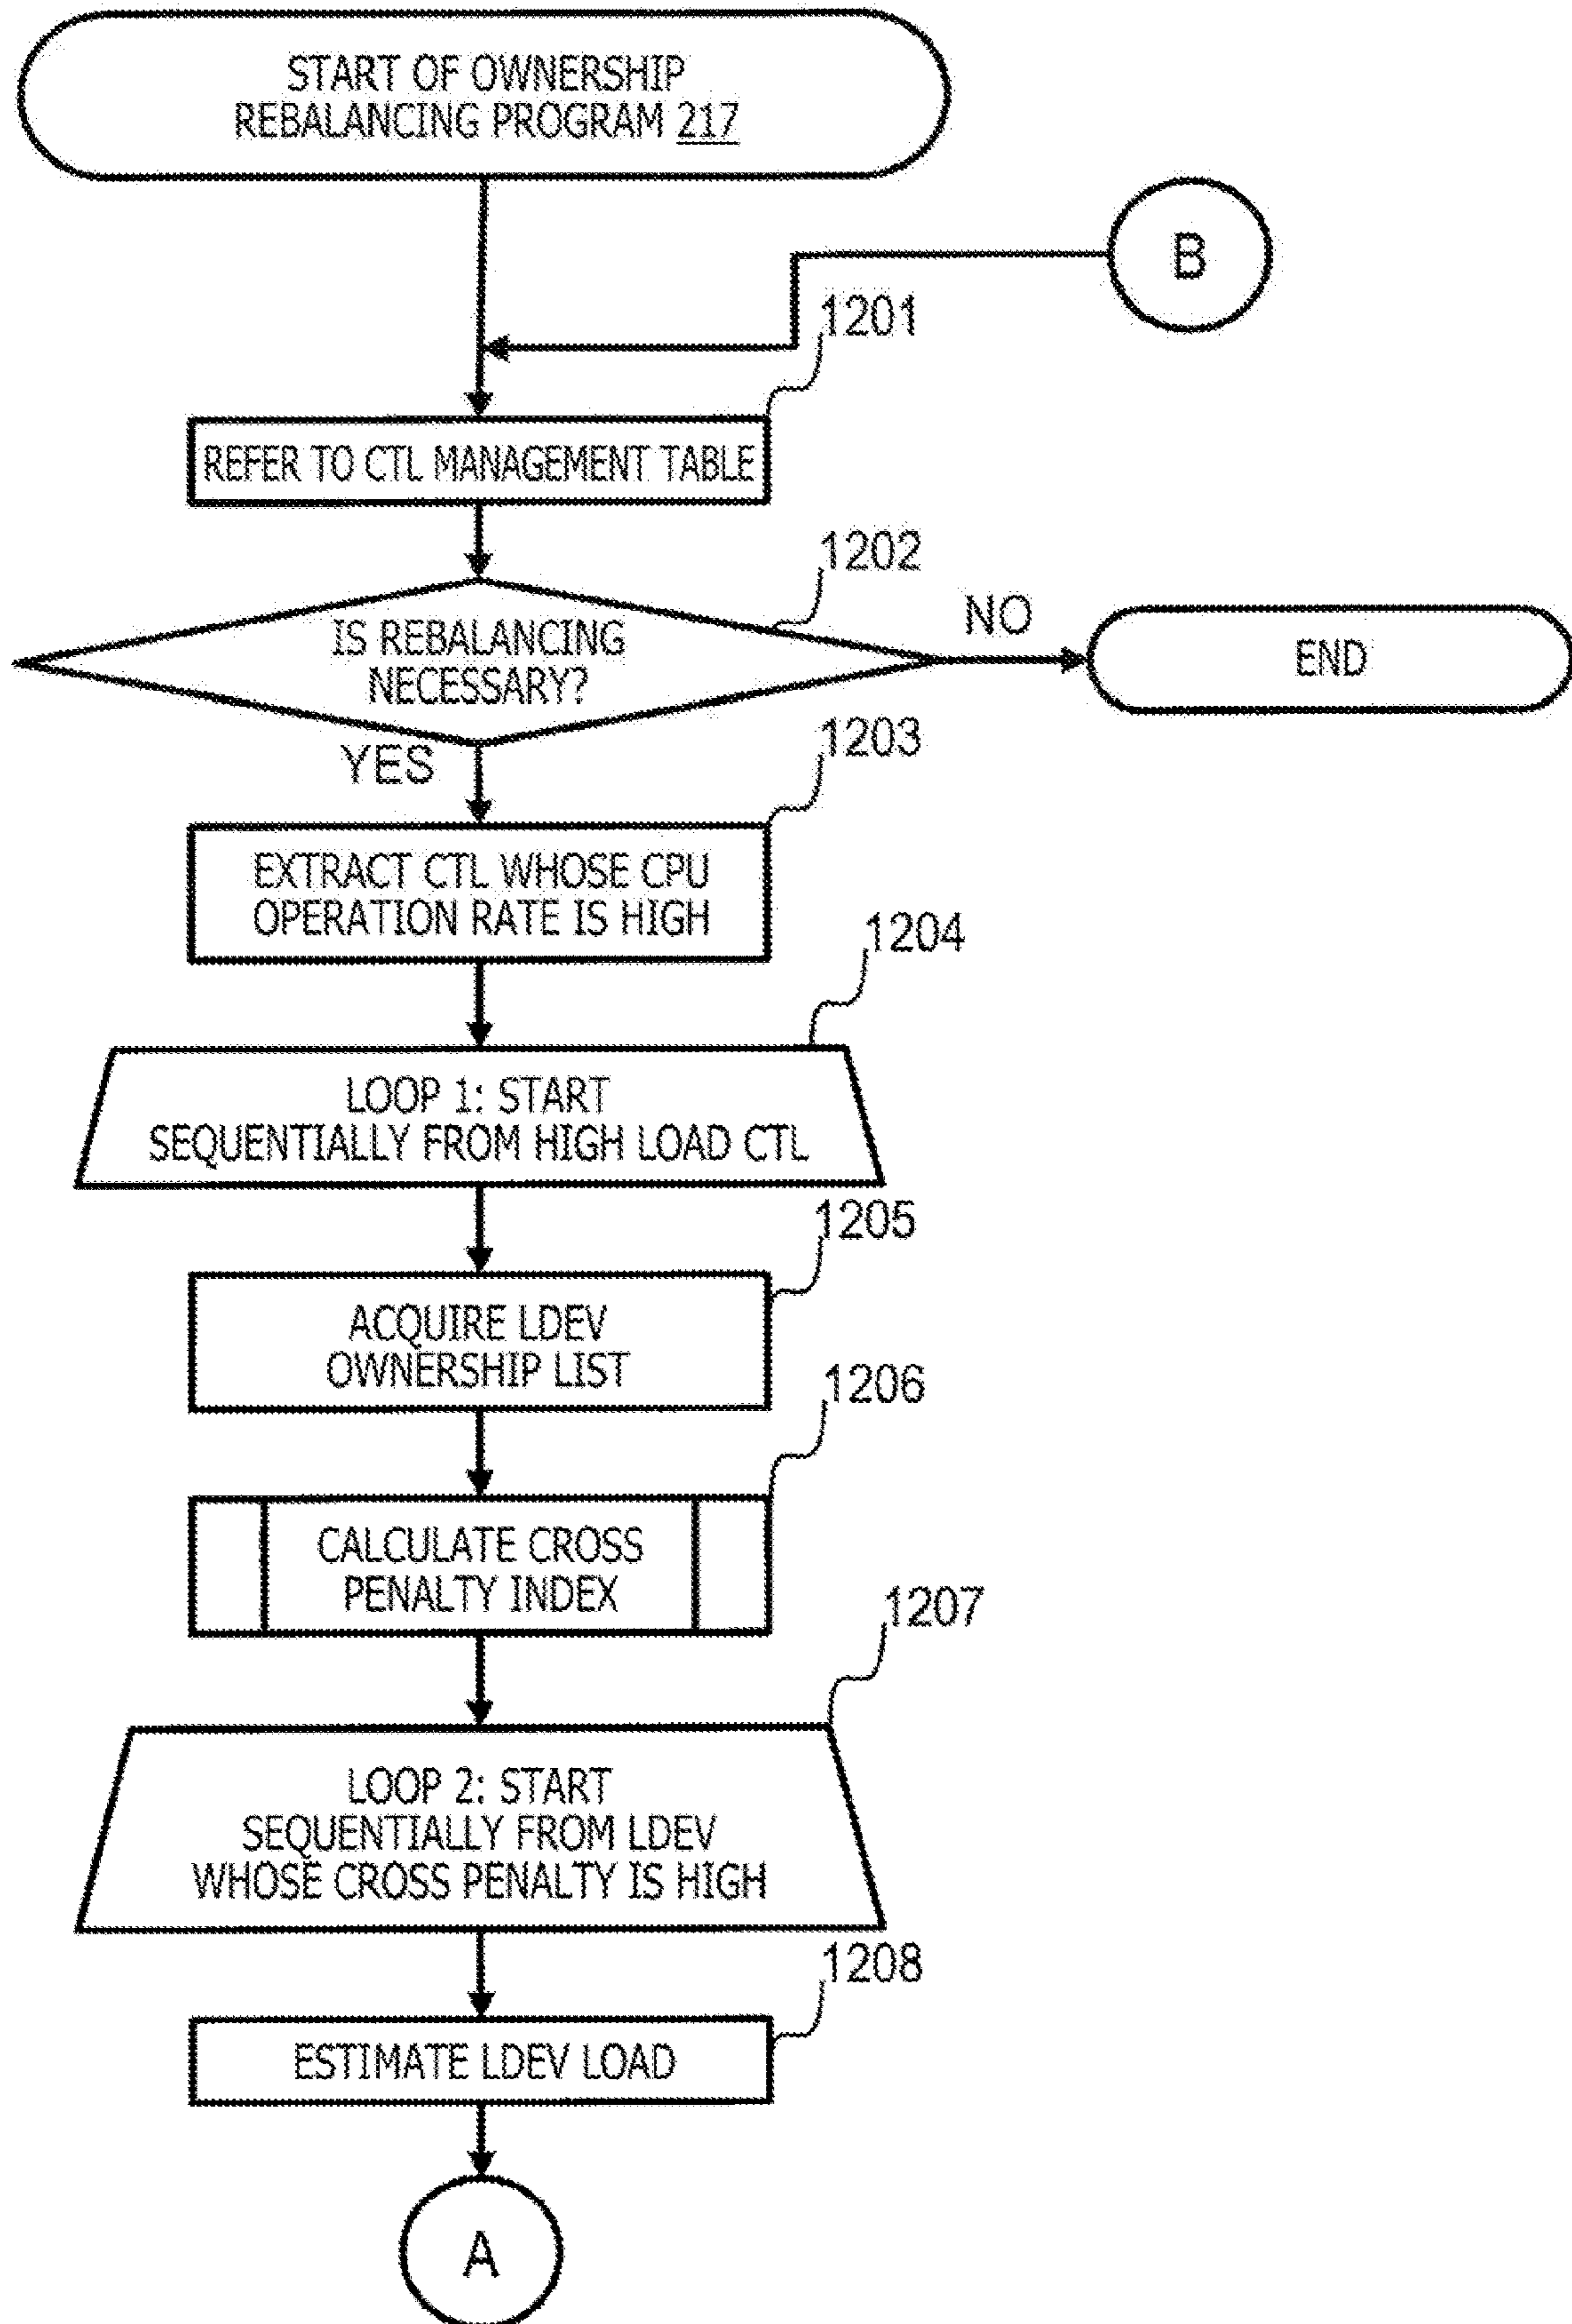 START OF OWNERSHIP
REBALANCING PROGRAM 217
B
1201
REFER TO CTL MANAGEMENT TABLE
1202
IS REBALANCING
NECESSARY?
NO
END
YES
1203
EXTRACT CTL WHOSE CPU
OPERATION RATE IS HIGH
1204
LOOP 1: START
SEQUENTIALLY FROM HIGH LOAD CTL
1205
ACQUIRE LDEV
OWNERSHIP LIST
1206
CALCULATE CROSS
PENALTY INDEX
1207
LOOP 2: START
SEQUENTIALLY FROM LDEV
WHOSE CROSS PENALTY IS HIGH
1208
ESTIMATE LDEV LOAD
A